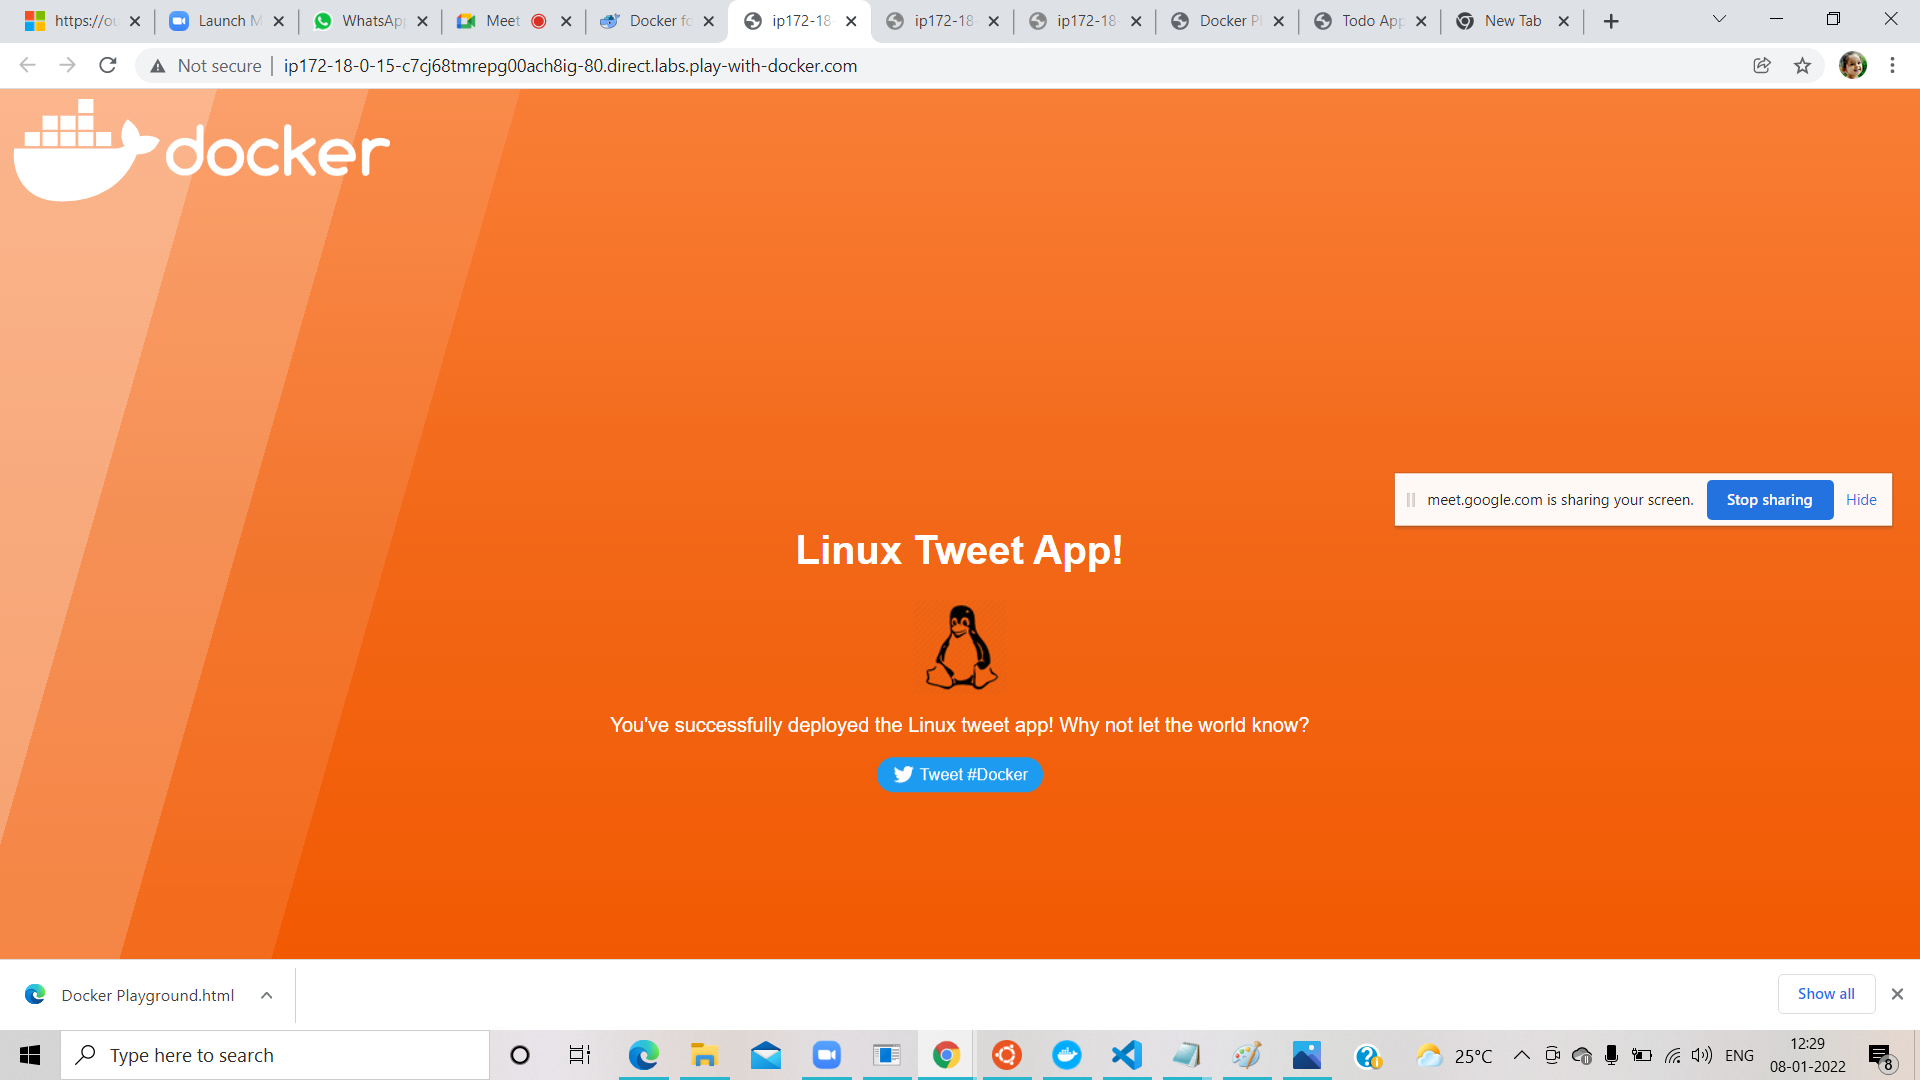 https://ou
Launch M
WhatsApp
Meet
Docker fo
ip172-18-
ip172-18-
ip172-18-
Docker Pl
Todo App
New Tab
Not secure
ip172-18-0-15-c7cj68tmrepg00ach8ig-80.direct.labs.play-with-docker.com
docker
meet.google.com is sharing your screen.
Stop sharing
Hide
Linux Tweet App!
You've successfully deployed the Linux tweet app! Why not let the world know?
Tweet #Docker
Docker Playground.html
Show all
Type here to search
25°C
ENG
12:29
08-01-2022
8